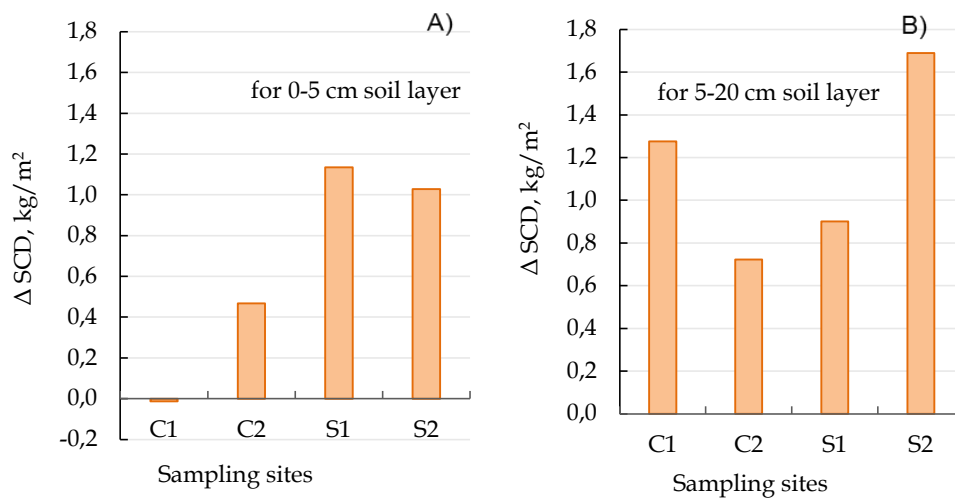 A)
for 0-5 cm soil layer
Δ SCD, kg/m²
1,8
1,6
1,4
1,2
1,0
0,8
0,6
0,4
0,2
0,0
-0,2
C1 C2 S1 S2
Sampling sites
B)
for 5-20 cm soil layer
Δ SCD, kg/m²
1,8
1,6
1,4
1,2
1,0
0,8
0,6
0,4
0,2
0,0
C1 C2 S1 S2
Sampling sites